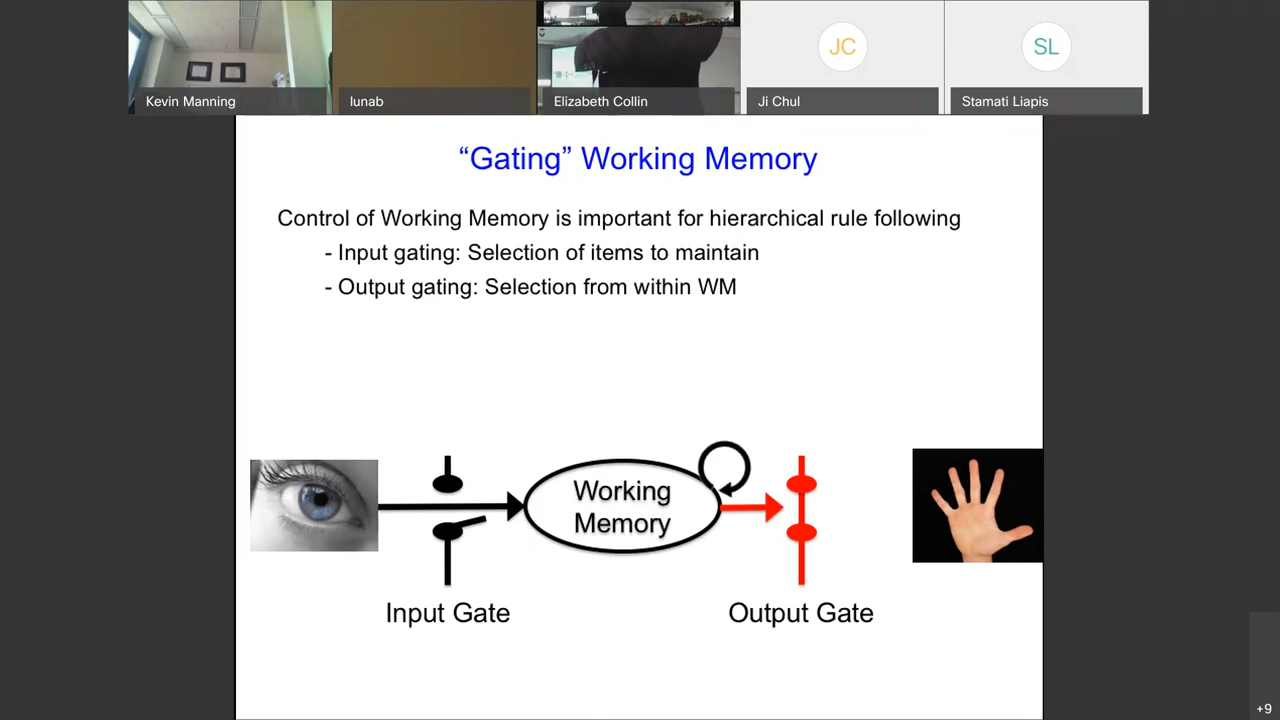 JC
SL
Kevin Manning
lunab
Elizabeth Collin
Ji Chul
Stamati Liapis
“Gating” Working Memory
Control of Working Memory is important for hierarchical rule following
- Input gating: Selection of items to maintain
- Output gating: Selection from within WM
Working
Memory
Input Gate
Output Gate
+9